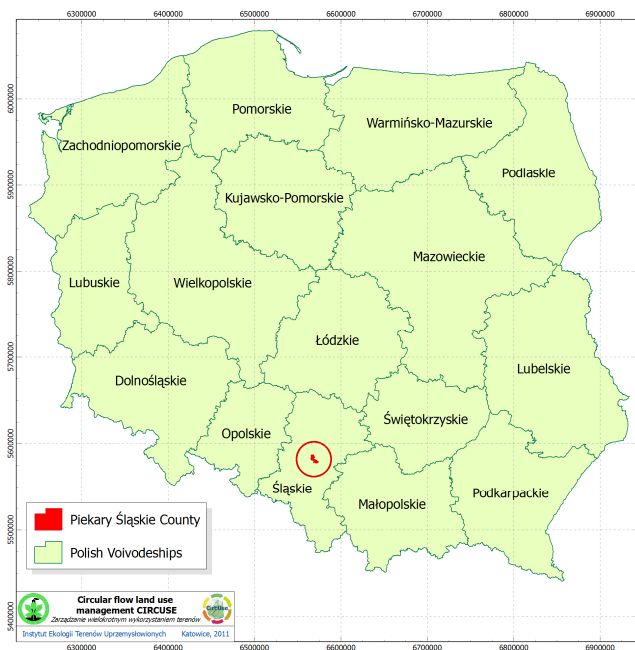 6300000 6400000 6500000 6600000 6700000 6800000 6900000
6000000
5900000
5800000
5700000
5600000
5500000
5400000
Pomorskie
Warmińsko-Mazurskie
Zachodniopomorskie
Podlaskie
Kujawsko-Pomorskie
Mazowieckie
Lubuskie
Wielkopolskie
Łódzkie
Lubelskie
Dolnośląskie
Świętokrzyskie
Opolskie
Śląskie
Podkarpackie
Małopolskie
Piekary Śląskie County
Polish Voivodeships
Circular flow land use
management CIRCUSE
Zarządzanie wielokrotnym wykorzystaniem terenów
CircUse
Instytut Ekologii Terenów Uprzemysłowionych Katowice, 2011
6300000 6400000 6500000 6600000 6700000 6800000 6900000